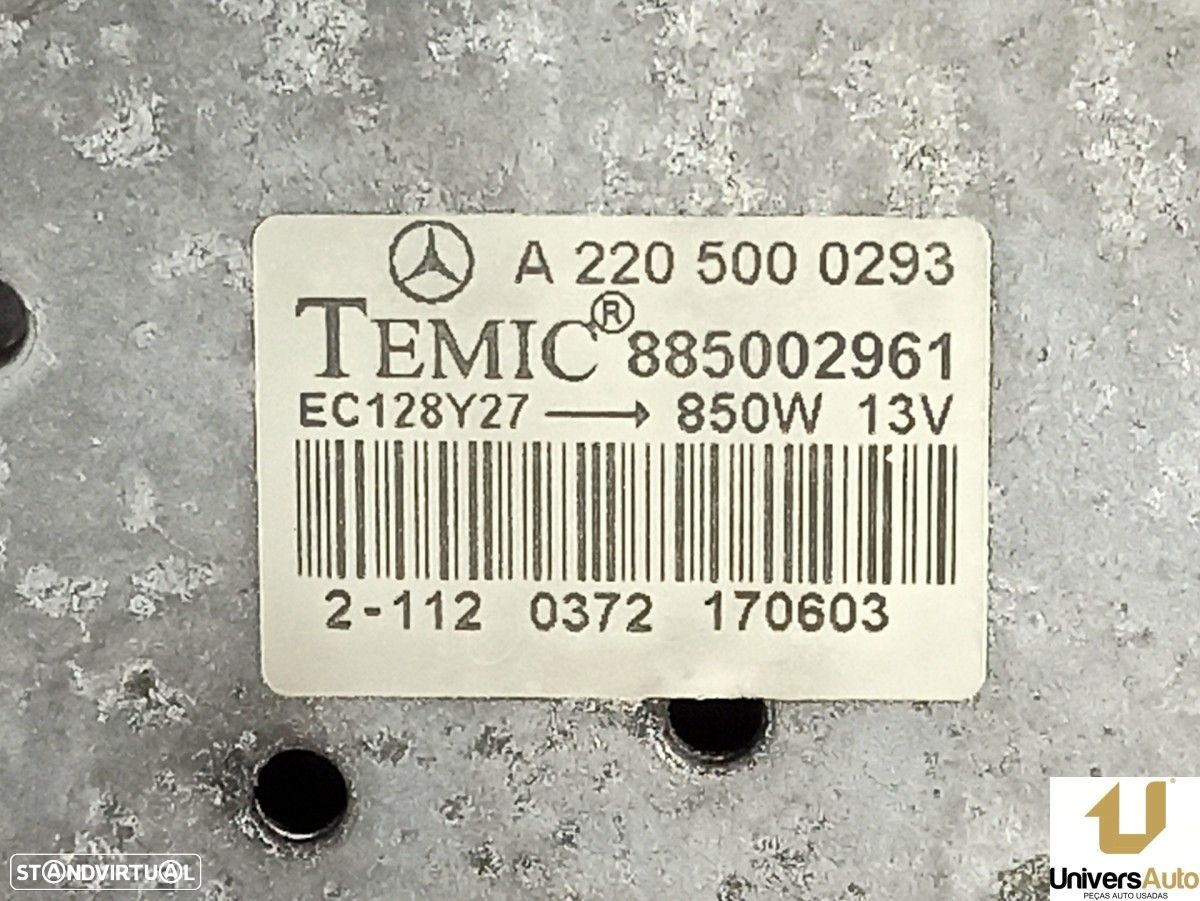 A 220 500 0293
TEMIC® 885002961
EC128Y27 → 850W 13V
2-112 0372 170603
STANDVIRTUAL
UniversAuto
PEÇAS AUTO USADAS